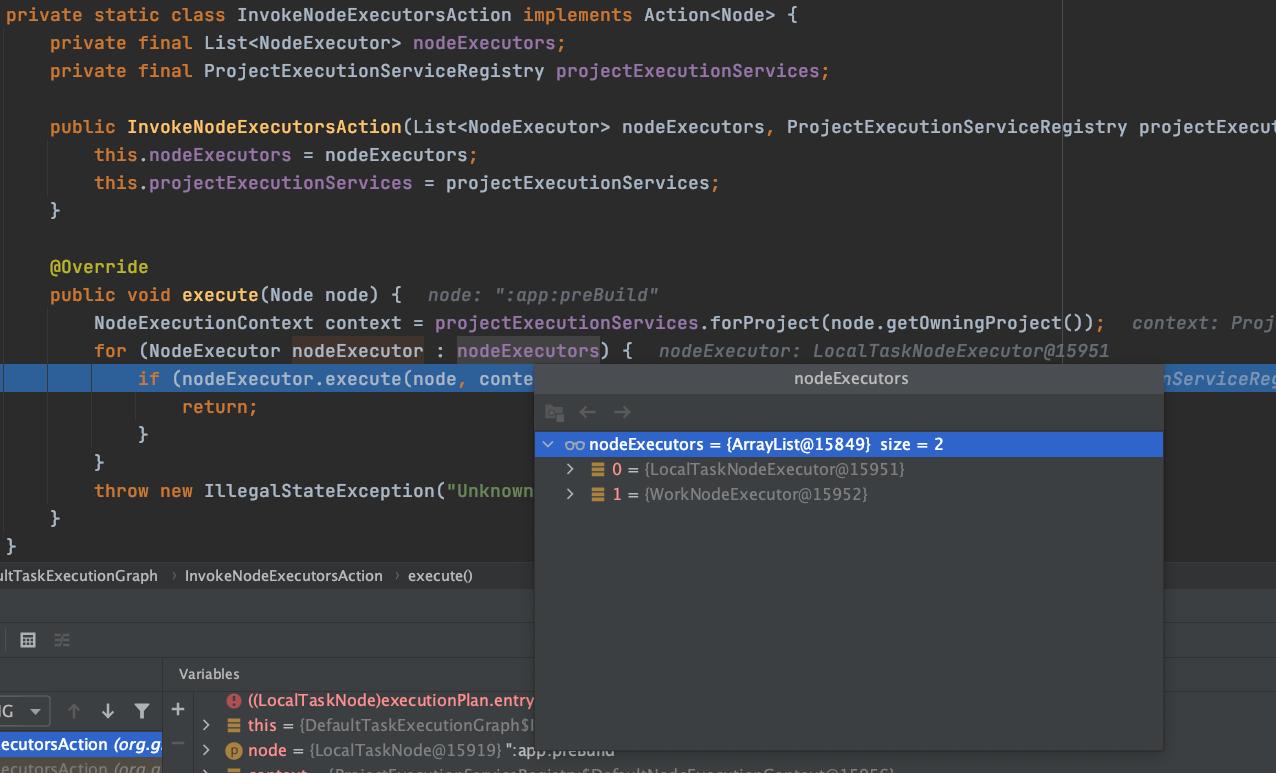 private static class InvokeNodeExecutorsAction implements Action<Node> {
private final List<NodeExecutor> nodeExecutors;
private final ProjectExecutionServiceRegistry projectExecutionServices;
public InvokeNodeExecutorsAction(List<NodeExecutor> nodeExecutors, ProjectExecutionServiceRegistry projectExecut
this.nodeExecutors = nodeExecutors;
this.projectExecutionServices = projectExecutionServices;
}
@Override
public void execute(Node node) { node: ":app:preBuild"
NodeExecutionContext context = projectExecutionServices.forProject(node.getOwningProject()); context: Proj
for (NodeExecutor nodeExecutor : nodeExecutors) { nodeExecutor: LocalTaskNodeExecutor@15951
if (nodeExecutor.execute(node, conte nServiceReg
nodeExecutors
return;
}
nodeExecutors = {ArrayList@15849} size = 2
}
0 = {LocalTaskNodeExecutor@15951}
throw new IllegalStateException("Unknown
1 = {WorkNodeExecutor@15952}
}
}
ultTaskExecutionGraph › InvokeNodeExecutorsAction › execute()
Variables
((LocalTaskNode)executionPlan.entry
G
this = {DefaultTaskExecutionGraph$I
ecutorsAction (org.g
node = {LocalTaskNode@15919} ":app:preBuild
ecutorsAction (org.g
context = {ProjectExecutionServiceRegistry$DefaultNodeExecutionContext@15956}